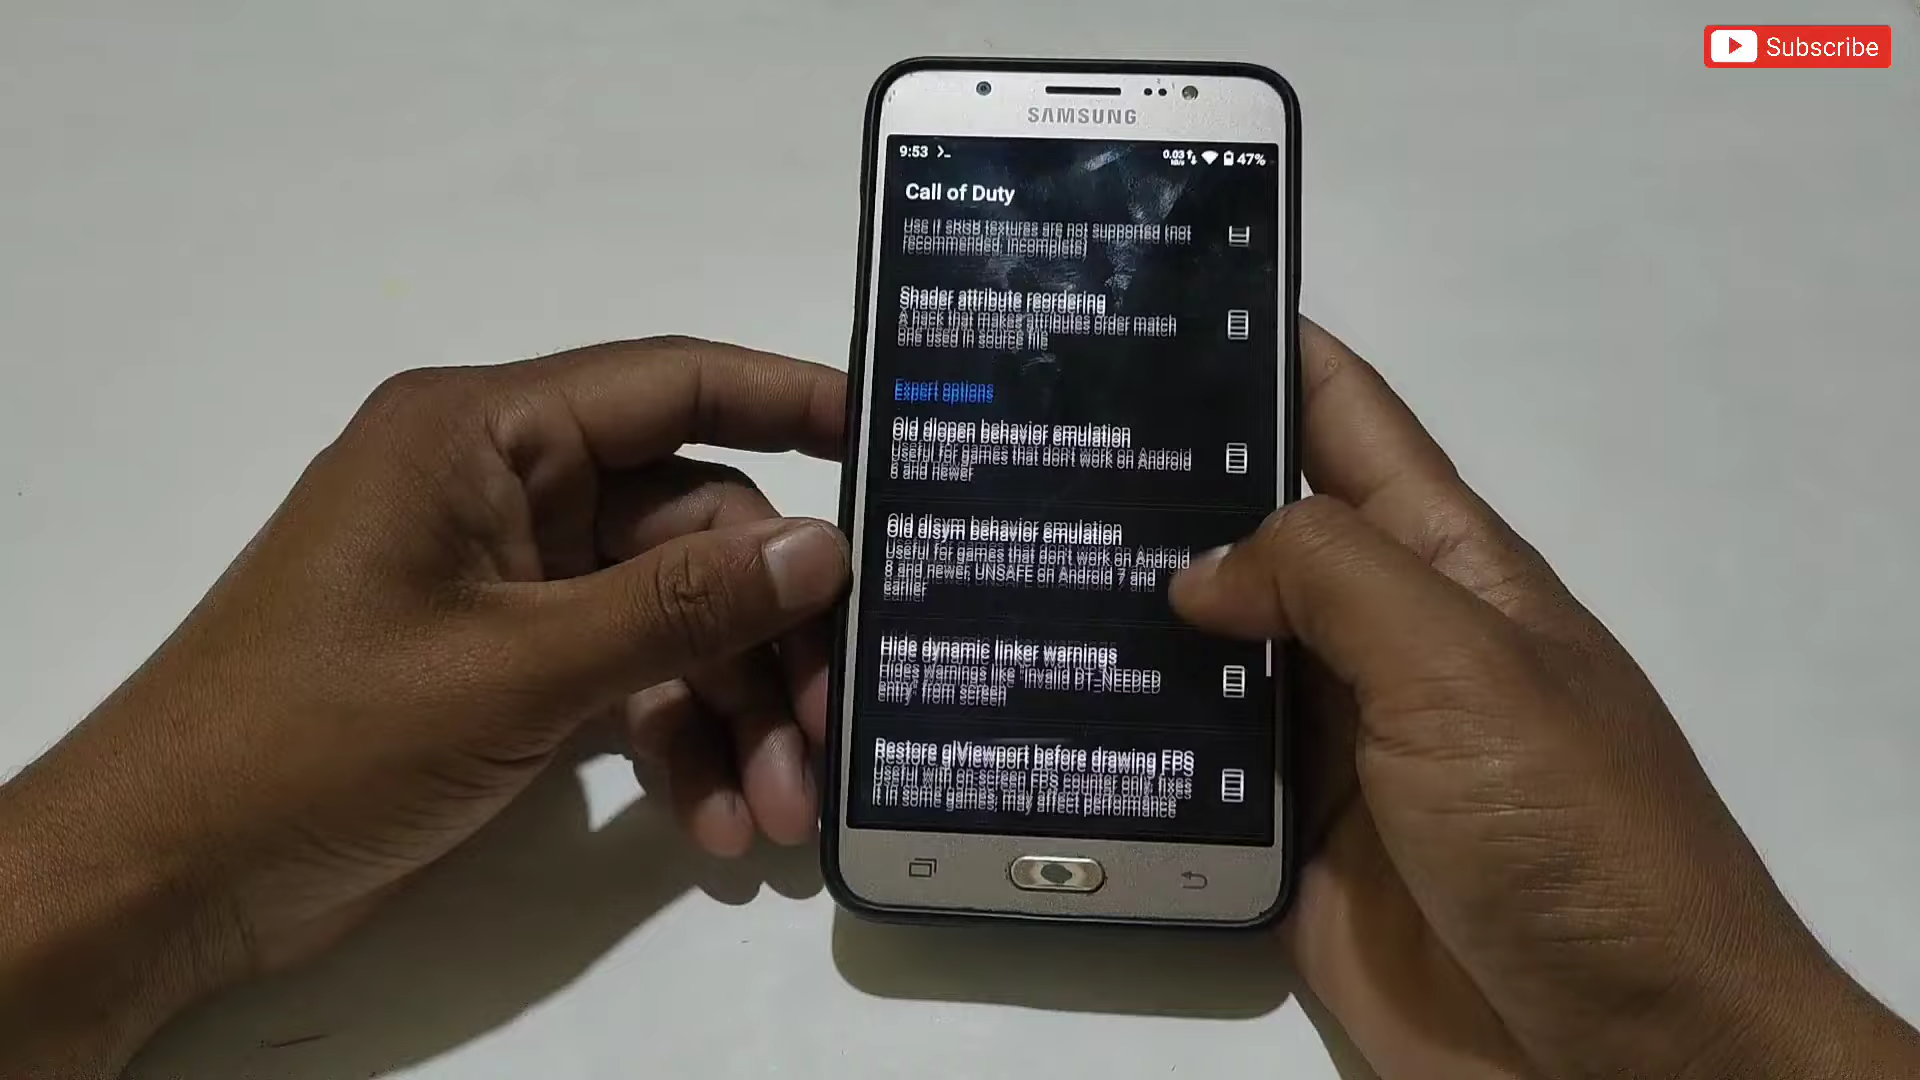 Subscribe
SAMSUNG
9:53
0.03
47%
Call of Duty
Use if sRGB textures are not supported (not
recommended, incomplete)
Shader attribute reordering
A hack that makes attributes order match
one used in source file
Expert options
Old dlopen behavior emulation
Useful for games that don't work on Android
8 and newer
Old dlsym behavior emulation
Useful for games that don't work on Android
8 and newer, UNSAFE on Android 7 and
earlier
Hide dynamic linker warnings
Hides warnings like "Invalid DT_NEEDED
entry" from screen
Restore glViewport before drawing FPS
Useful with on-screen FPS counter only, fixes
it in some games, may affect performance